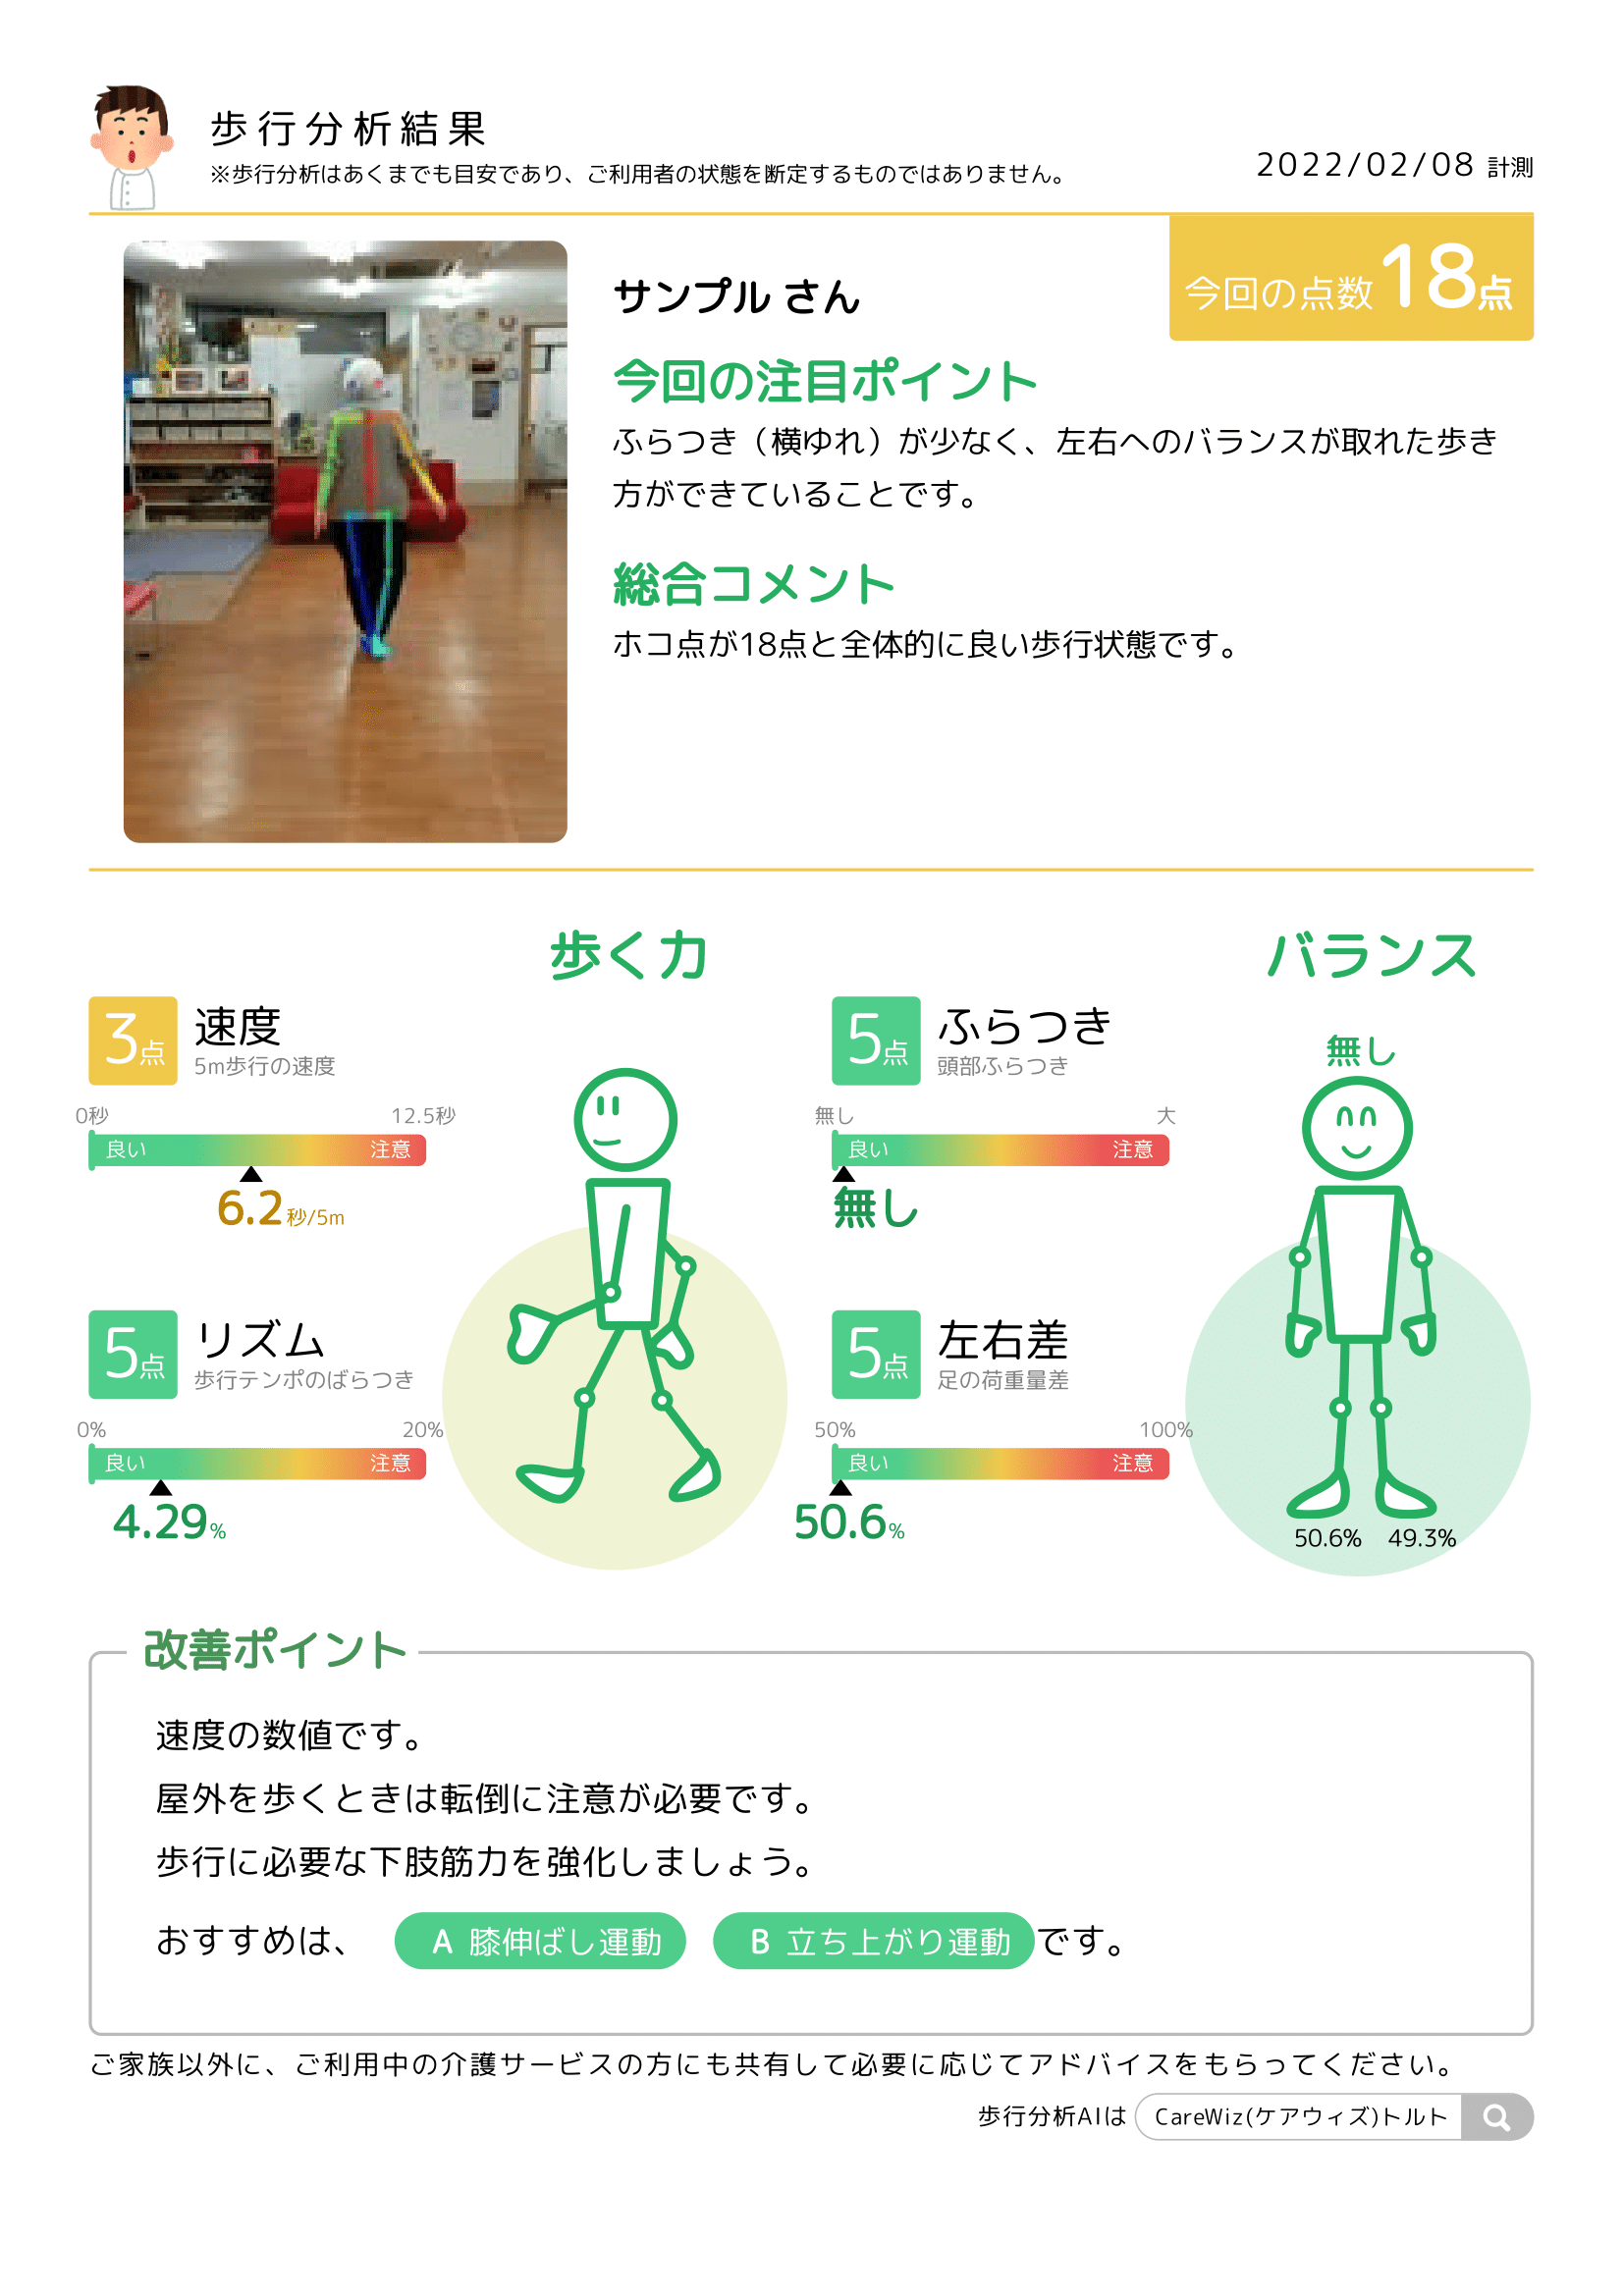 歩行分析結果
※歩行分析はあくまでも目安であり、ご利用者の状態を断定するものではありません。
2022/02/08 計測
今回の点数 18点
サンプル さん
今回の注目ポイント
ふらつき（横ゆれ）が少なく、左右へのバランスが取れた歩き
方ができていることです。
総合コメント
ホコ点が18点と全体的に良い歩行状態です。
歩く力
3点 速度
5m歩行の速度
0秒 12.5秒
良い 注意
6.2秒/5m
5点 リズム
歩行テンポのばらつき
0% 20%
良い 注意
4.29%
バランス
5点 ふらつき
頭部ふらつき
無し 大
良い 注意
無し
無し
5点 左右差
足の荷重量差
50% 100%
良い 注意
50.6%
50.6% 49.3%
改善ポイント
速度の数値です。
屋外を歩くときは転倒に注意が必要です。
歩行に必要な下肢筋力を強化しましょう。
おすすめは、 A 膝伸ばし運動 B 立ち上がり運動 です。
ご家族以外に、ご利用中の介護サービスの方にも共有して必要に応じてアドバイスをもらってください。
歩行分析AIは CareWiz(ケアウィズ)トルト